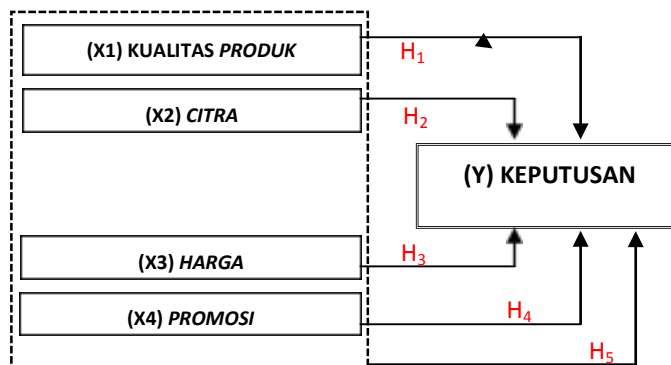 (X1) KUALITAS PRODUK
H1
(X2) CITRA
H2
(Y) KEPUTUSAN
(X3) HARGA
H3
(X4) PROMOSI
H4
H5